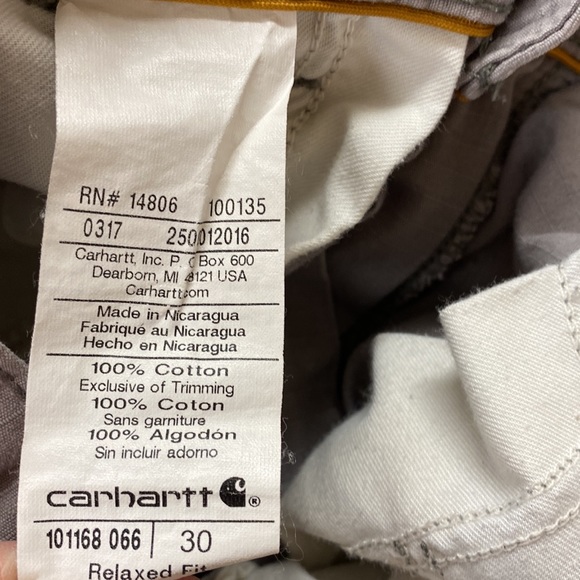 RN# 14806 100135
0317 250012016
Carhartt, Inc. P. Box 600
Dearborn, MI 8121 USA
Carhartt.com
Made in Nicaragua
Fabriqué au Nicaragua
Hecho en Nicaragua
100% Cotton
Exclusive of Trimming
100% Coton
Sans garniture
100% Algodón
Sin incluir adorno
carhartt ®
101168 066 30
Relaxed Fit